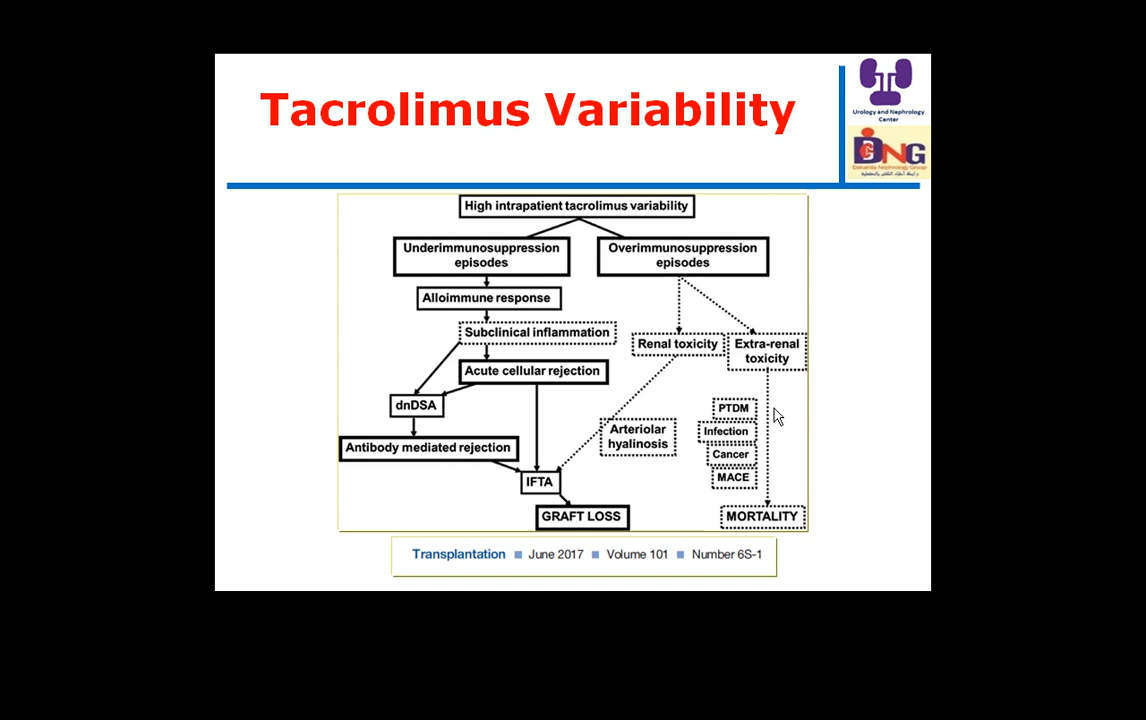 Tacrolimus Variability
Urology and Nephrology
Center
DNG
High intrapatient tacrolimus variability
Underimmunosuppression
episodes
Overimmunosuppression
episodes
Alloimmune response
Subclinical inflammation
Renal toxicity
Extra-renal
toxicity
Acute cellular rejection
dnDSA
PTDM
Arteriolar
hyalinosis
Infection
Antibody mediated rejection
Cancer
MACE
IFTA
GRAFT LOSS
MORTALITY
Transplantation ■ June 2017 ■ Volume 101 ■ Number 6S-1